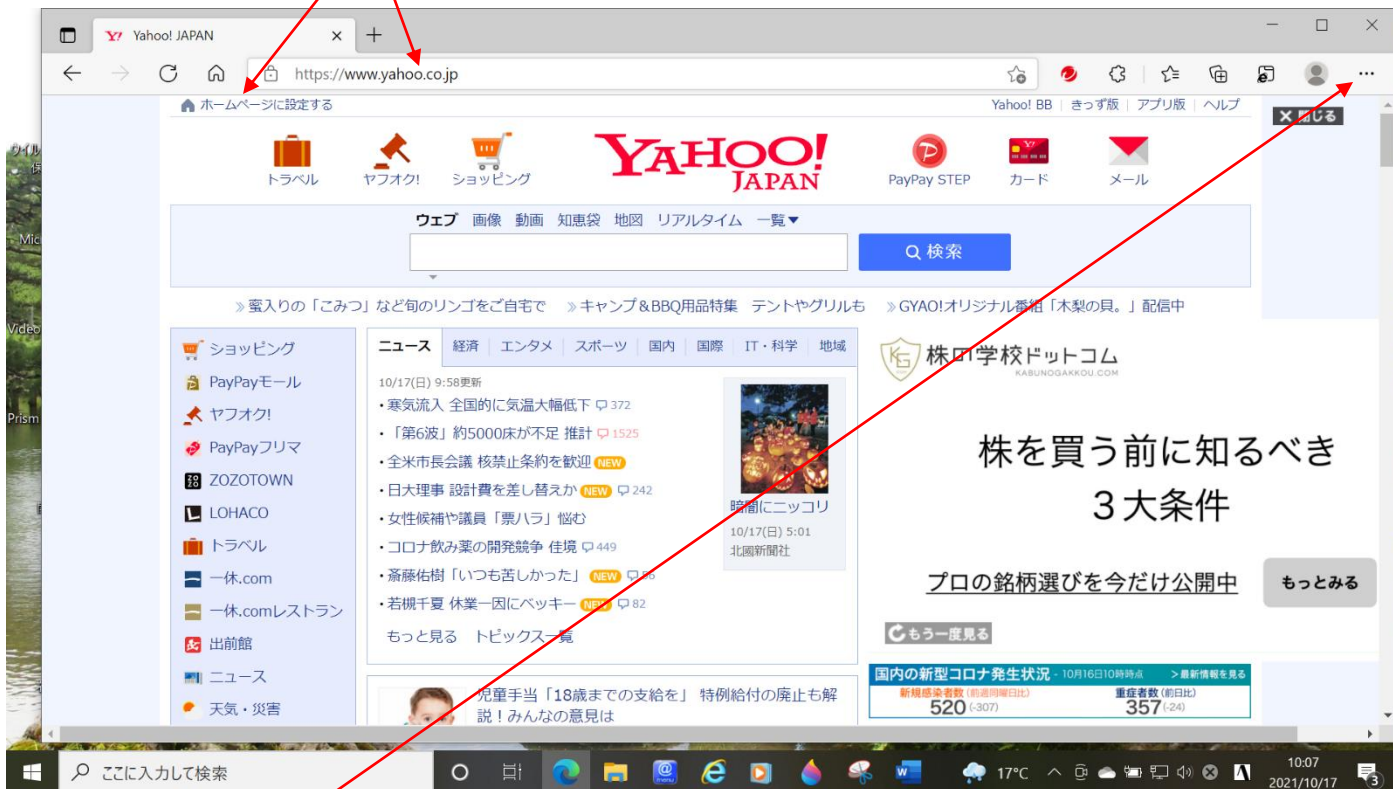 Yahoo! JAPAN
https://www.yahoo.co.jp
ホームページに設定する
Yahoo! BB きっず版 アプリ版 ヘルプ
閉じる
トラベル ヤフオク! ショッピング YAHOO! JAPAN PayPay STEP カード メール
ウェブ 画像 動画 知恵袋 地図 リアルタイム 一覧▼
検索
»蜜入りの「こみつ」など旬のリンゴをご自宅で »キャンプ&BBQ用品特集 テントやグリルも »GYAO!オリジナル番組「木梨の貝。」配信中
ショッピング
PayPayモール
ヤフオク!
PayPayフリマ
ZOZOTOWN
LOHACO
トラベル
一休.com
一休.comレストラン
出前館
ニュース
天気・災害
ニュース 経済 エンタメ スポーツ 国内 国際 IT・科学 地域
10/17(日) 9:58更新
・寒気流入 全国的に気温大幅低下 372
・「第6波」約5000床が不足 推計 1525
・全米市長会議 核禁止条約を歓迎 NEW
・日大理事 設計費を差し替えか NEW 242
・女性候補や議員「票ハラ」悩む
・コロナ飲み薬の開発競争 佳境 449
・斎藤佑樹「いつも苦しかった」 NEW
・若槻千夏 休業一因にベッキー NEW 82
もっと見る トピックス一覧
暗闇にニッコリ
10/17(日) 5:01
北國新聞社
児童手当「18歳までの支給を」 特例給付の廃止も解
説!みんなの意見は
KG 株の学校ドットコム
KABUNOGAKKOU.COM
株を買う前に知るべき
3大条件
プロの銘柄選びを今だけ公開中
もっとみる
もう一度見る
国内の新型コロナ発生状況 - 10月16日10時時点 >最新情報を見る
新規感染者数(前週同曜日比) 重症者数(前日比)
520(-307) 357(-24)
Mic
Video
Prism
ここに入力して検索
17°C
10:07
2021/10/17
3